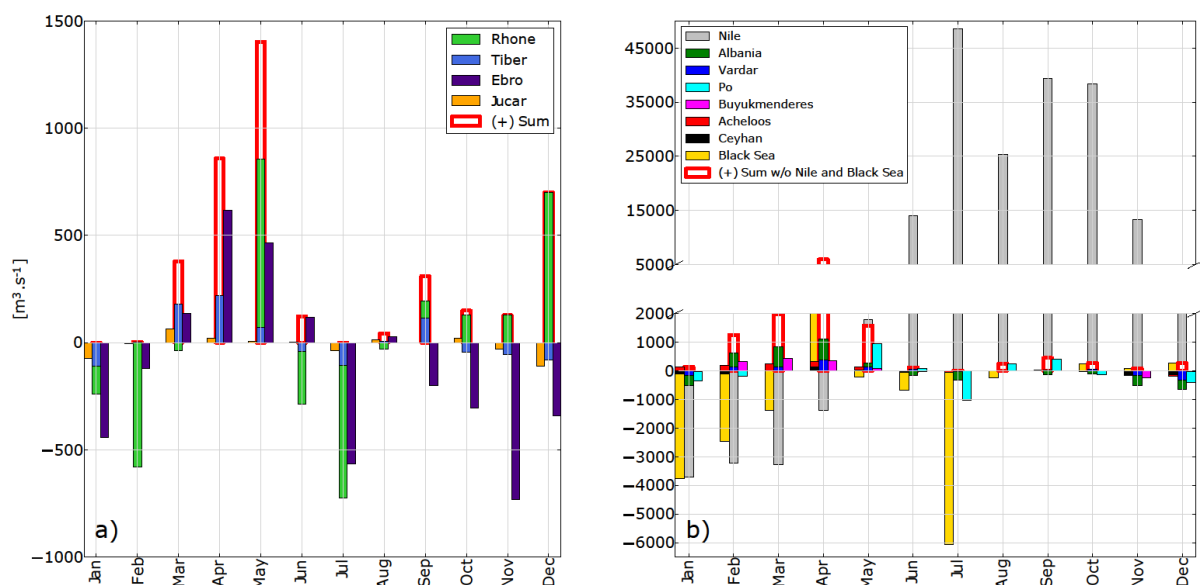 1500
1000
500
0
−500
−1000
[m³.s⁻¹]
Rhone
Tiber
Ebro
Jucar
(+) Sum
a)
Jan
Feb
Mar
Apr
May
Jun
Jul
Aug
Sep
Oct
Nov
Dec
45000
35000
25000
15000
5000
2000
1000
0
−1000
−2000
−3000
−4000
−5000
−6000
Nile
Albania
Vardar
Po
Buyukmenderes
Acheloos
Ceyhan
Black Sea
(+) Sum w/o Nile and Black Sea
b)
Jan
Feb
Mar
Apr
May
Jun
Jul
Aug
Sep
Oct
Nov
Dec